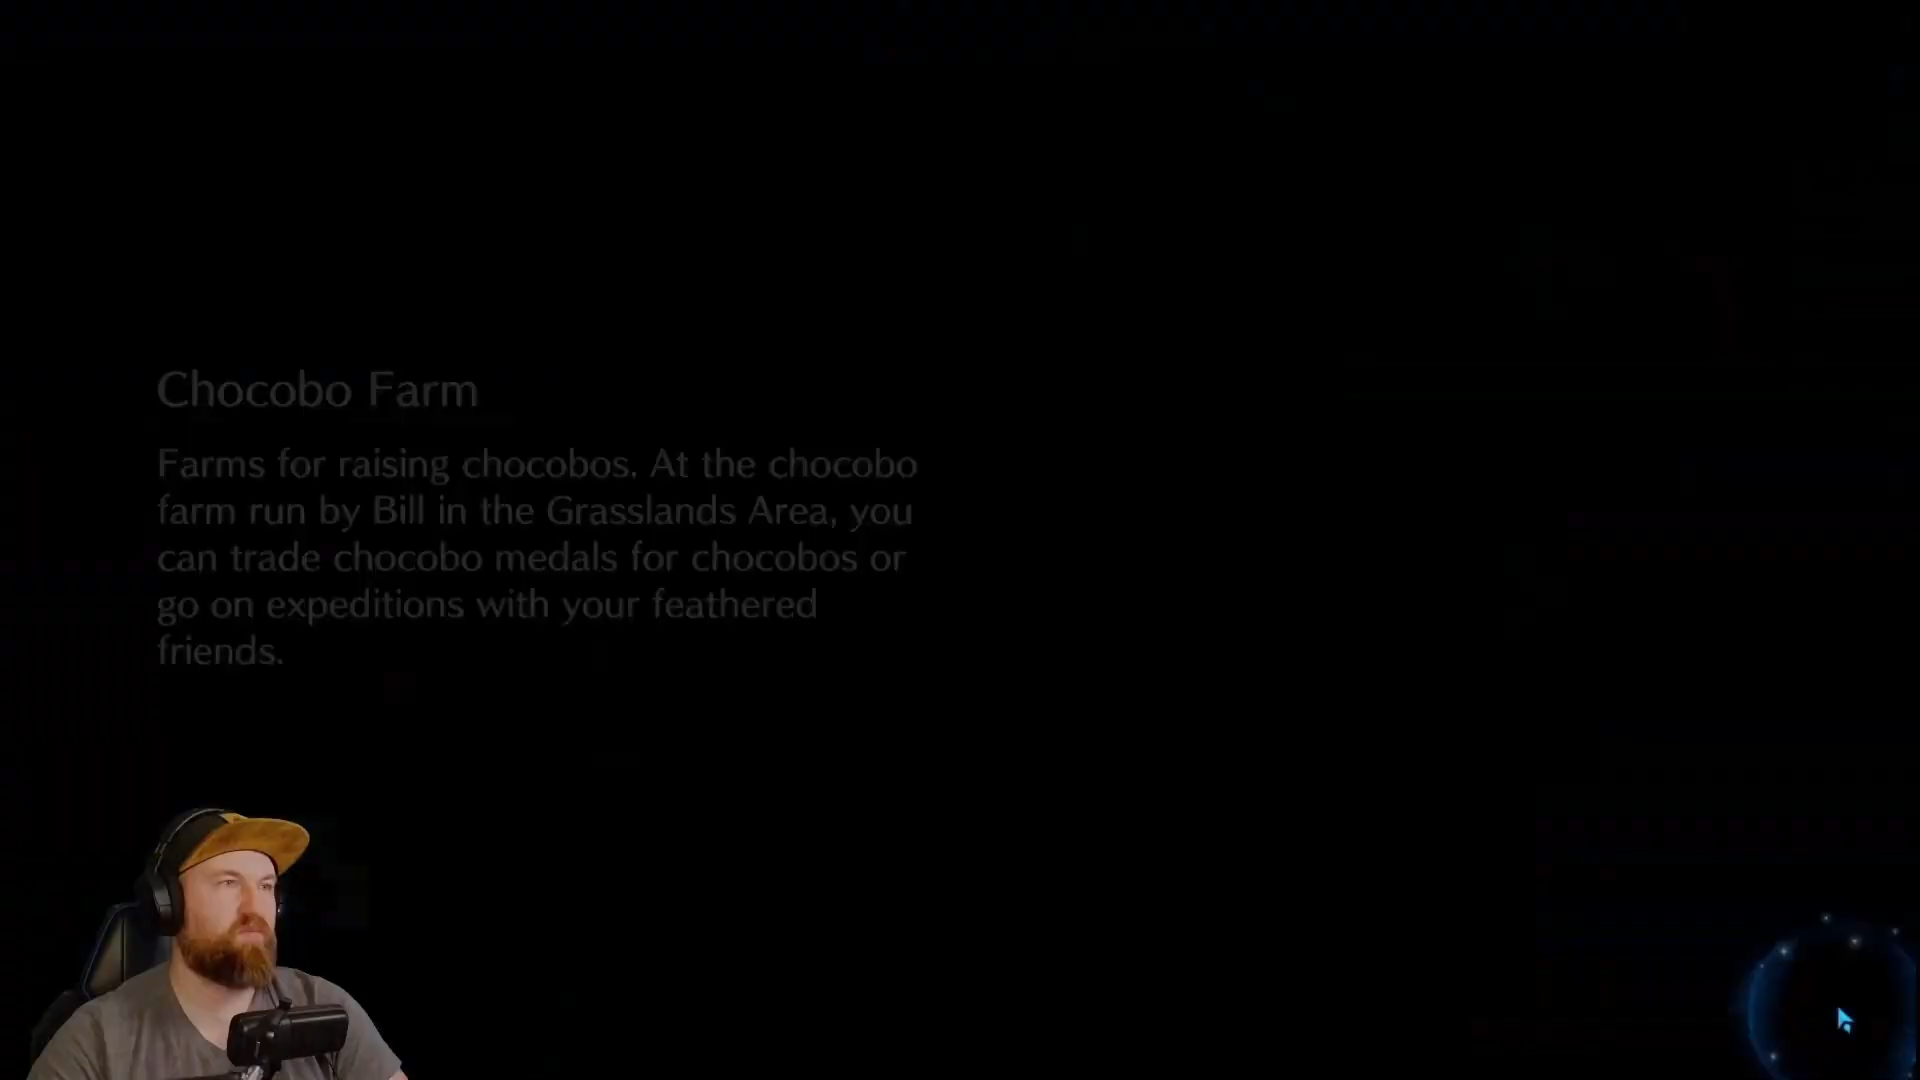 Chocobo Farm
Farms for raising chocobos. At the chocobo
farm run by Bill in the Grasslands Area, you
can trade chocobo medals for chocobos or
go on expeditions with your feathered
friends.